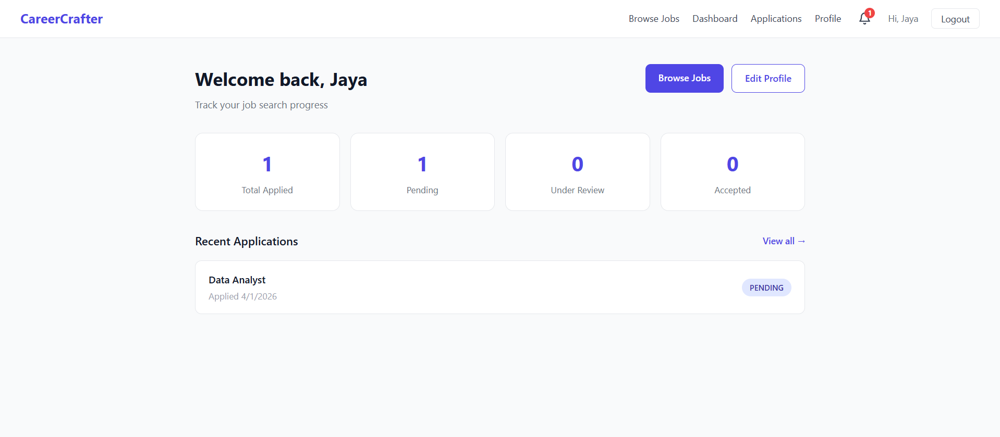 CareerCrafter
Browse Jobs
Dashboard
Applications
Profile
1
Hi, Jaya
Logout
Welcome back, Jaya
Track your job search progress
Browse Jobs
Edit Profile
1
Total Applied
1
Pending
0
Under Review
0
Accepted
Recent Applications
View all →
Data Analyst
Applied 4/1/2026
PENDING